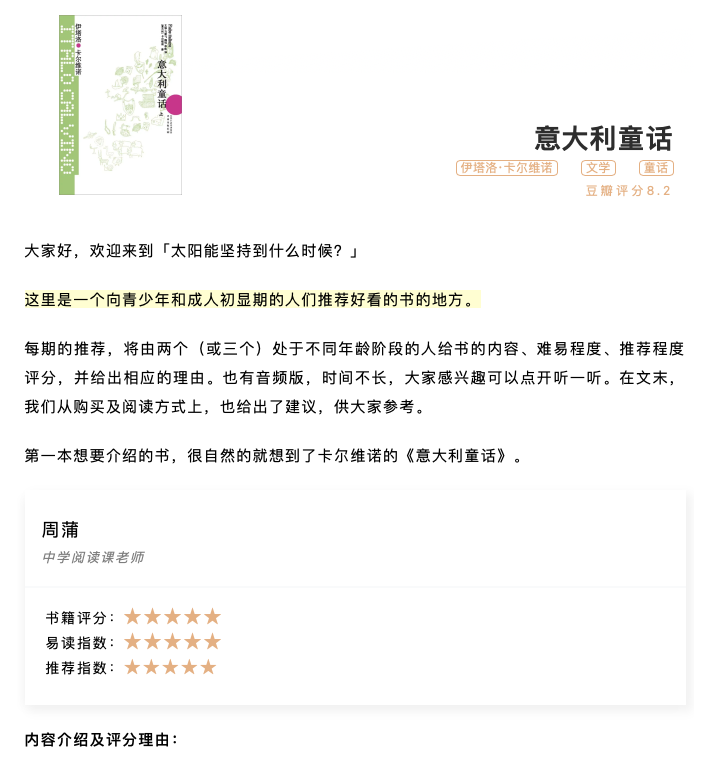 伊塔洛·卡尔维诺
ITALO CALVINO
意大利童话 上
意大利童话
伊塔洛·卡尔维诺 文学 童话
豆瓣评分8.2
大家好，欢迎来到「太阳能坚持到什么时候？」
这里是一个向青少年和成人初显期的人们推荐好看的书的地方。
每期的推荐，将由两个（或三个）处于不同年龄阶段的人给书的内容、难易程度、推荐程度
评分，并给出相应的理由。也有音频版，时间不长，大家感兴趣可以点开听一听。在文末，
我们从购买及阅读方式上，也给出了建议，供大家参考。
第一本想要介绍的书，很自然的就想到了卡尔维诺的《意大利童话》。
周蒲
中学阅读课老师
书籍评分：★★★★★
易读指数：★★★★★
推荐指数：★★★★★
内容介绍及评分理由：